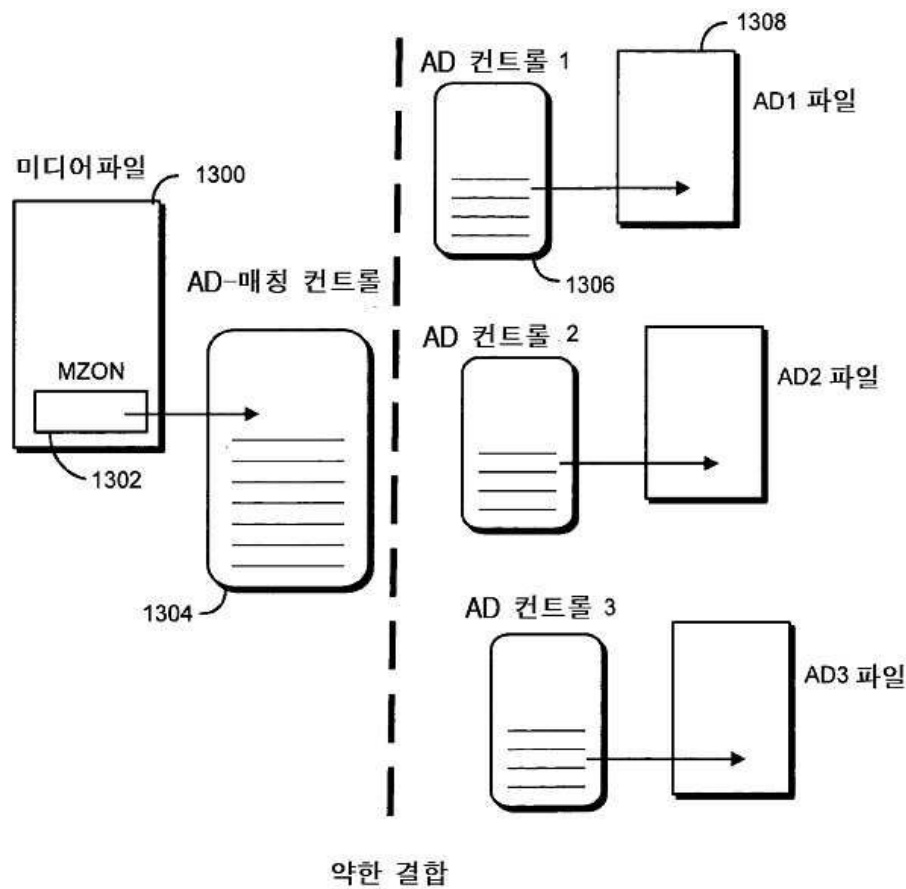 1308
AD 컨트롤 1
AD1 파일
미디어파일
1300
1306
AD-매칭 컨트롤
AD 컨트롤 2
MZON
AD2 파일
1302
1304
AD 컨트롤 3
AD3 파일
약한 결합